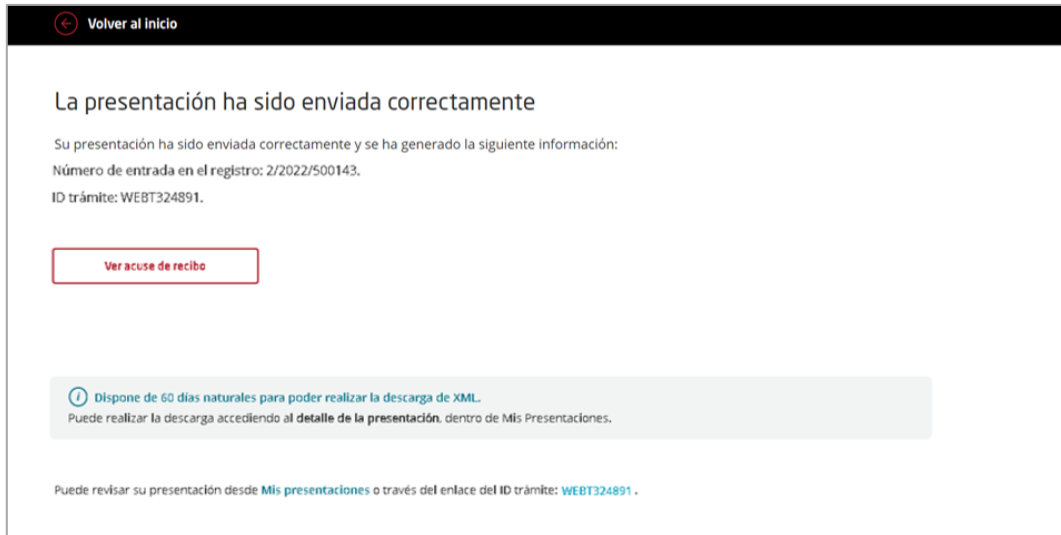 Volver al inicio
La presentación ha sido enviada correctamente
Su presentación ha sido enviada correctamente y se ha generado la siguiente información:
Número de entrada en el registro: 2/2022/500143.
ID trámite: WEBT324891.
Ver acuse de recibo
Dispone de 60 días naturales para poder realizar la descarga de XML.
Puede realizar la descarga accediendo al detalle de la presentación, dentro de Mis Presentaciones.
Puede revisar su presentación desde Mis presentaciones o través del enlace del ID trámite: WEBT324891 .